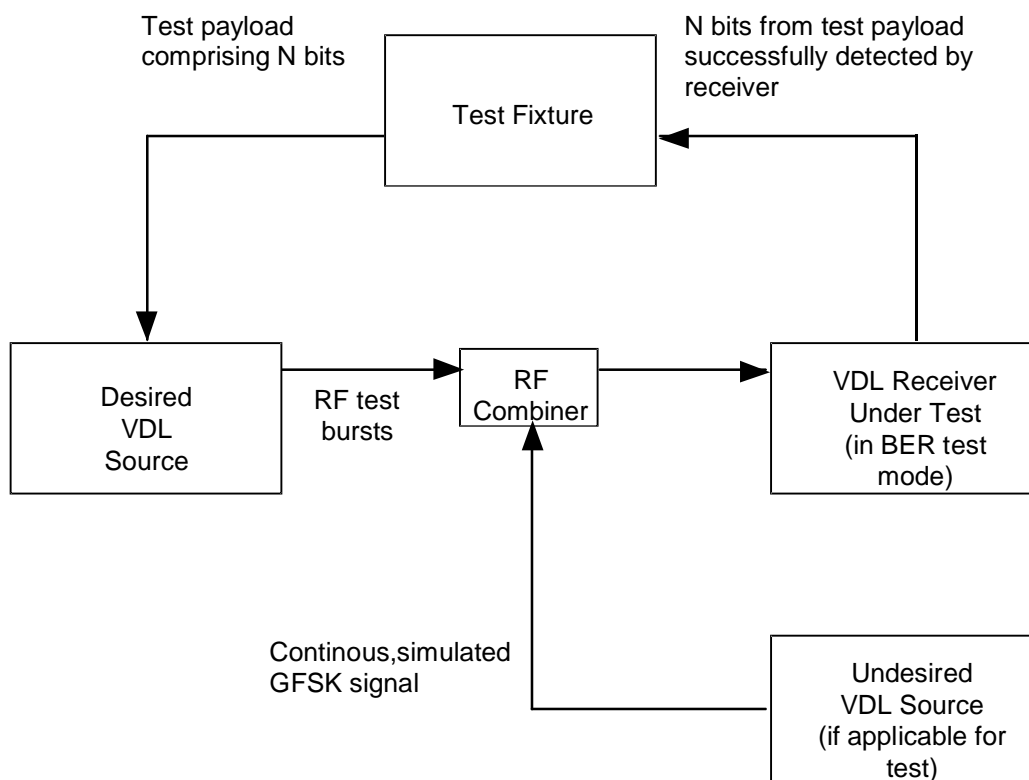 Test payload
comprising N bits
N bits from test payload
successfully detected by
receiver
Test Fixture
Desired
VDL
Source
RF test
bursts
RF
Combiner
VDL Receiver
Under Test
(in BER test
mode)
Continous,simulated
GFSK signal
Undesired
VDL Source
(if applicable for
test)